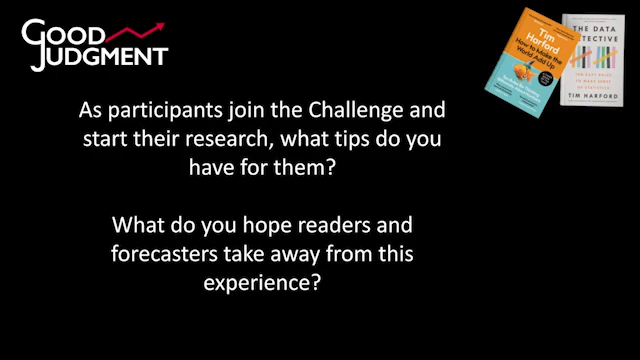 GOOD
JUDGMENT
Tim
Harford
How to Make the
World Add Up
THE DATA
DETECTIVE
TIM HARFORD
As participants join the Challenge and
start their research, what tips do you
have for them?
What do you hope readers and
forecasters take away from this
experience?